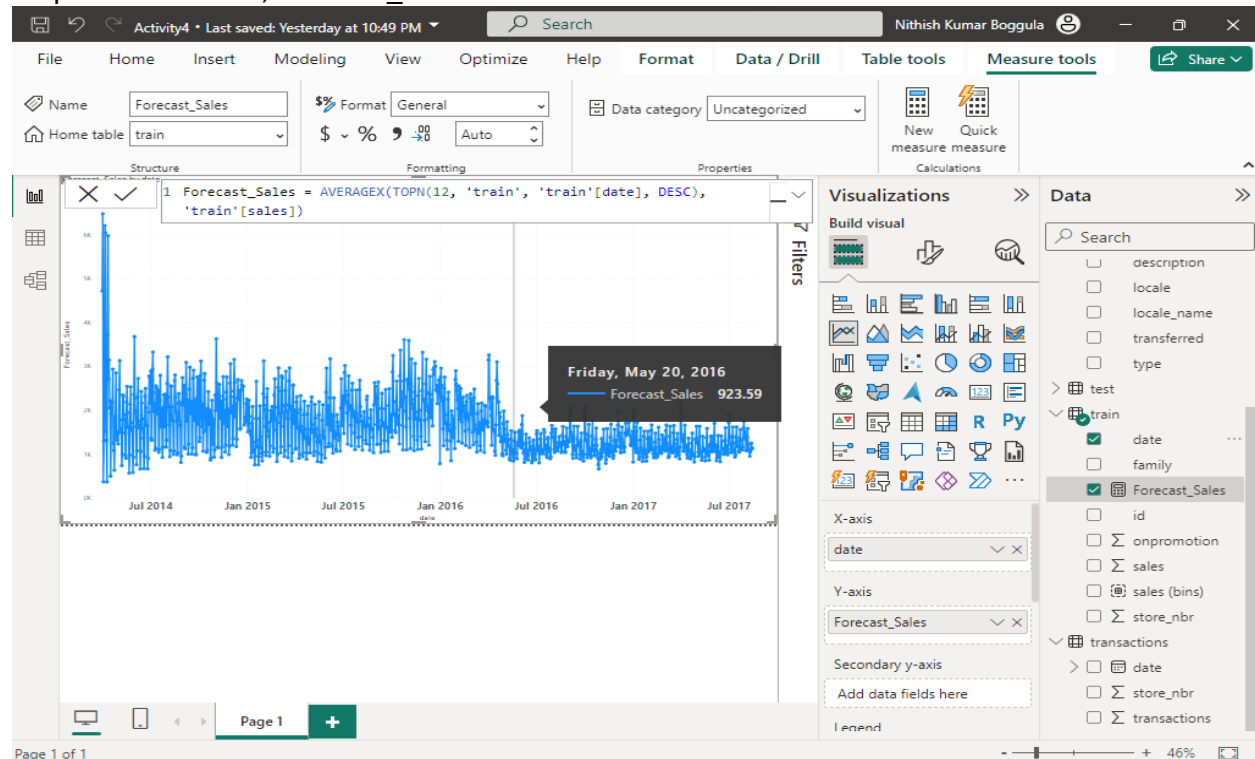 Activity4 • Last saved: Yesterday at 10:49 PM
Search
Nithish Kumar Boggula
File Home Insert Modeling View Optimize Help Format Data / Drill Table tools Measure tools Share
Name Forecast_Sales
Home table train
Structure
Format General
$ % Auto
Formatting
Data category Uncategorized
Properties
New measure
Quick measure
Calculations
1 Forecast_Sales = AVERAGEX(TOPN(12, 'train', 'train'[date], DESC),
'train'[sales])
6K
5K
4K
3K
2K
1K
0K
Forecast_Sales
Jul 2014 Jan 2015 Jul 2015 Jan 2016 Jul 2016 Jan 2017 Jul 2017
date
Friday, May 20, 2016
Forecast_Sales 923.59
Filters
Visualizations
Build visual
123
R Py
123
X-axis
date
Y-axis
Forecast_Sales
Secondary y-axis
Add data fields here
Legend
Data
Search
description
locale
locale_name
transferred
type
test
train
date
family
Forecast_Sales
id
onpromotion
sales
sales (bins)
store_nbr
transactions
date
store_nbr
transactions
Page 1
Page 1 of 1
- + 46%